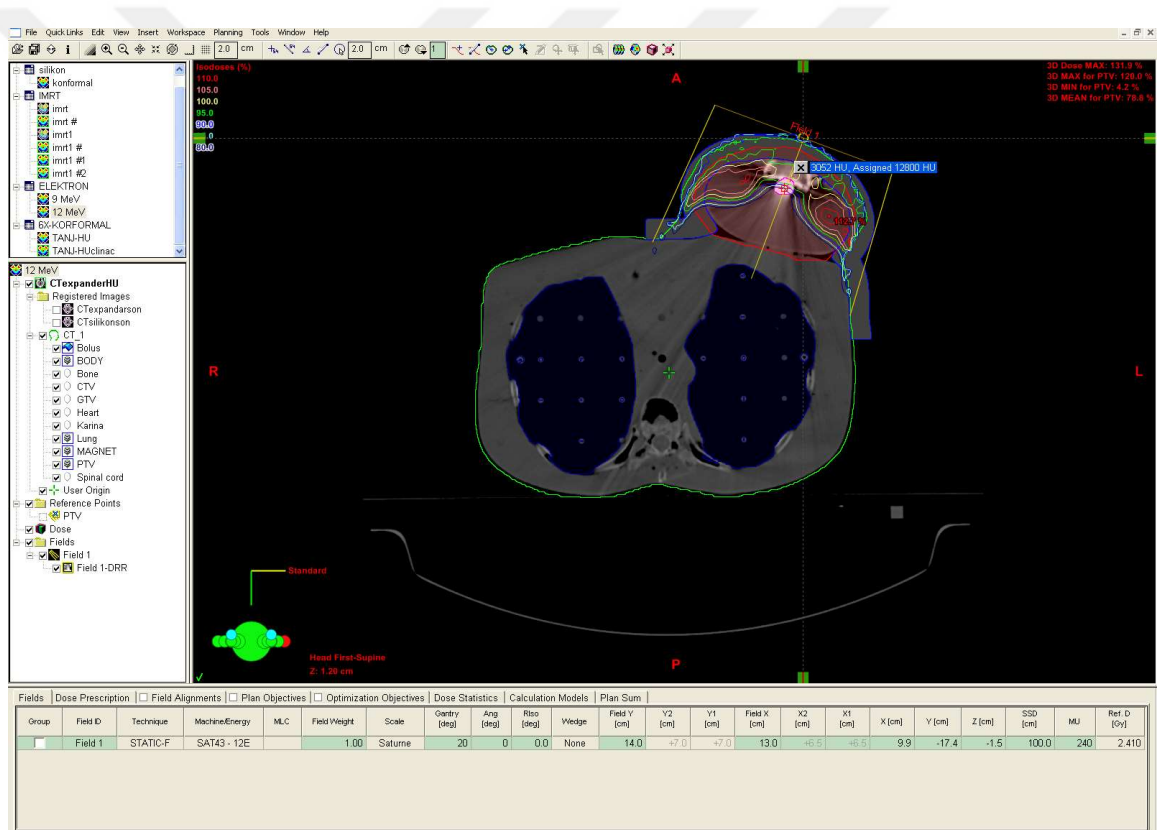 File Quick Links Edit View Insert Workspace Planning Tools Window Help
2.0 cm 2.0 cm 1
silikon
konformal
IMRT
imrt
imrt #
imrt1
imrt1 #
imrt1 #1
imrt1 #2
ELEKTRON
9 MeV
12 MeV
6X-KORFORMAL
TANJ-HU
TANJ-HUclinac
12 MeV
CTexpanderHU
Registered Images
CTexpandarson
CTsilikonson
CT_1
Bolus
BODY
Bone
CTV
GTV
Heart
Karina
Lung
MAGNET
PTV
Spinal cord
User Origin
Reference Points
PTV
Dose
Fields
Field 1
Field 1-DRR
Isodoses (%)
110.0
105.0
100.0
95.0
90.0
80.0
A
3D Dose MAX: 131.9 %
3D MAX for PTV: 120.0 %
3D MIN for PTV: 4.2 %
3D MEAN for PTV: 78.6 %
Field 1
3052 HU, Assigned 12800 HU
R
L
Standard
Head First-Supine
Z: 1.20 cm
P
Fields Dose Prescription Field Alignments Plan Objectives Optimization Objectives Dose Statistics Calculation Models Plan Sum
Group Field ID Technique Machine/Energy MLC Field Weight Scale Gantry [deg] Ang [deg] RIso [deg] Wedge Field Y [cm] Y2 [cm] Y1 [cm] Field X [cm] X2 [cm] X1 [cm] X [cm] Y [cm] Z [cm] SSD [cm] MU Ref. D [Gy]
Field 1 STATIC-F SAT43 - 12E 1.00 Saturne 20 0 0.0 None 14.0 +7.0 +7.0 13.0 +6.5 +6.5 9.9 -17.4 -1.5 100.0 240 2.410